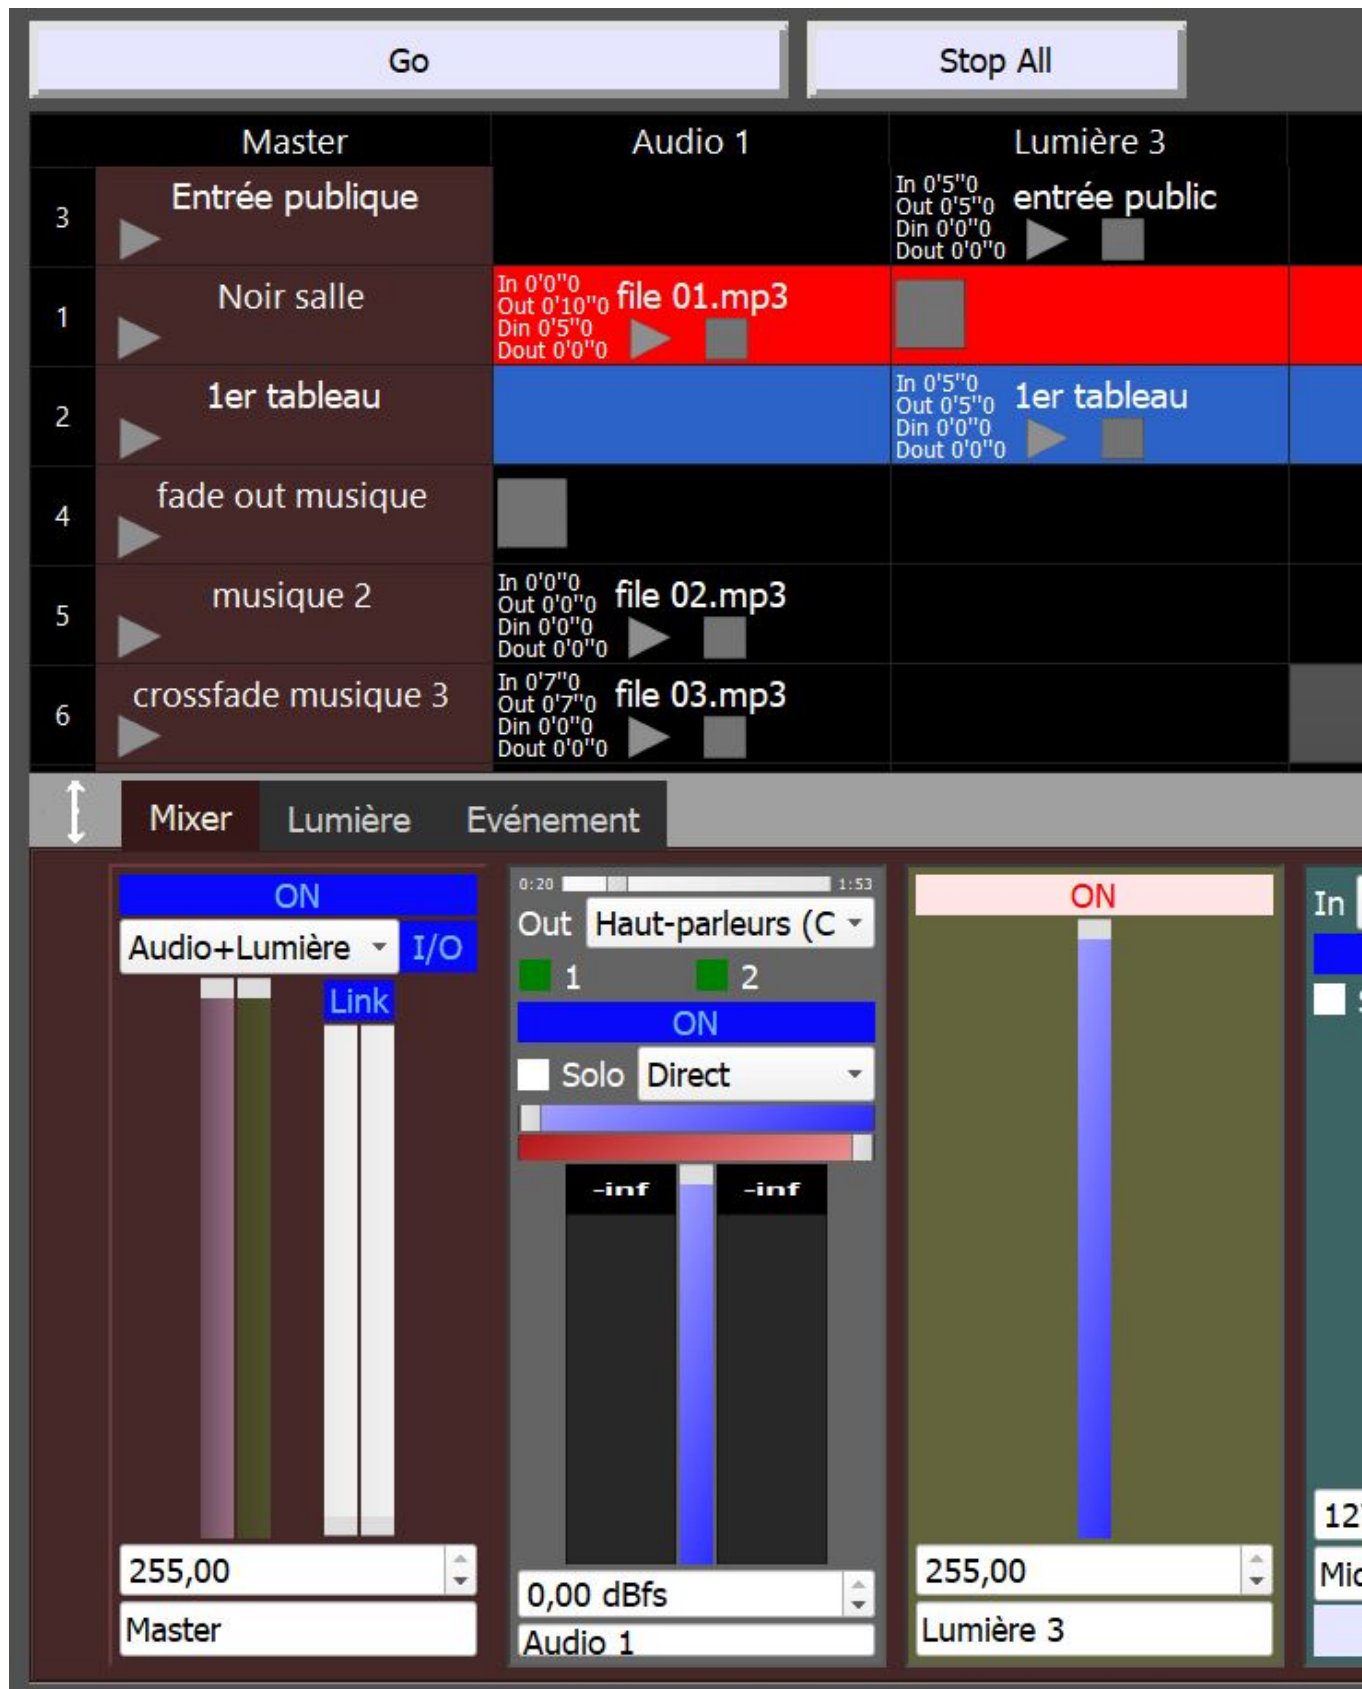 Go
Stop All
Master
Audio 1
Lumière 3
3
Entrée publique
In 0'5"0
Out 0'5"0
Din 0'0"0
Dout 0'0"0
entrée public
1
Noir salle
In 0'0"0
Out 0'10"0
Din 0'5"0
Dout 0'0"0
file 01.mp3
2
1er tableau
In 0'5"0
Out 0'5"0
Din 0'0"0
Dout 0'0"0
1er tableau
4
fade out musique
5
musique 2
In 0'0"0
Out 0'0"0
Din 0'0"0
Dout 0'0"0
file 02.mp3
6
crossfade musique 3
In 0'7"0
Out 0'7"0
Din 0'0"0
Dout 0'0"0
file 03.mp3
Mixer
Lumière
Evénement
ON
Audio+Lumière
I/O
Link
255,00
Master
0:20
1:53
Out
Haut-parleurs (C
1
2
ON
Solo
Direct
-inf
-inf
0,00 dBfs
Audio 1
ON
255,00
Lumière 3
In